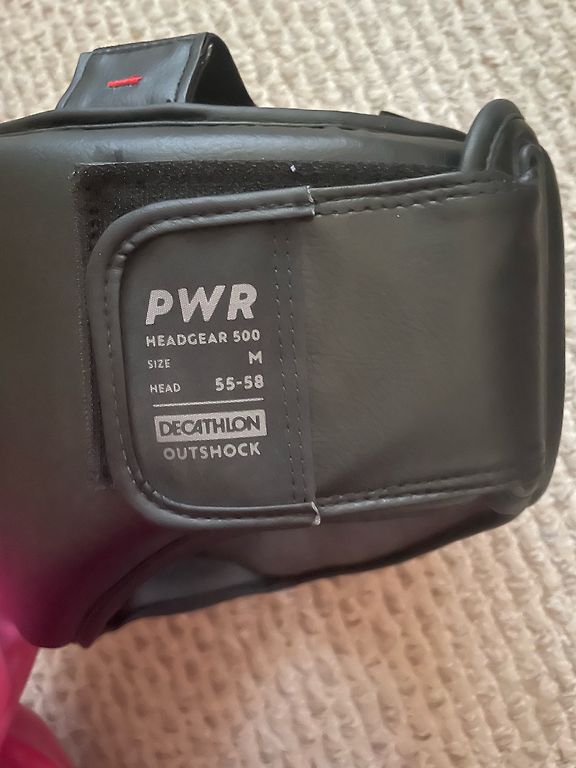 PWR
HEADGEAR 500
SIZE M
HEAD 55-58
DECATHLON
OUTSHOCK